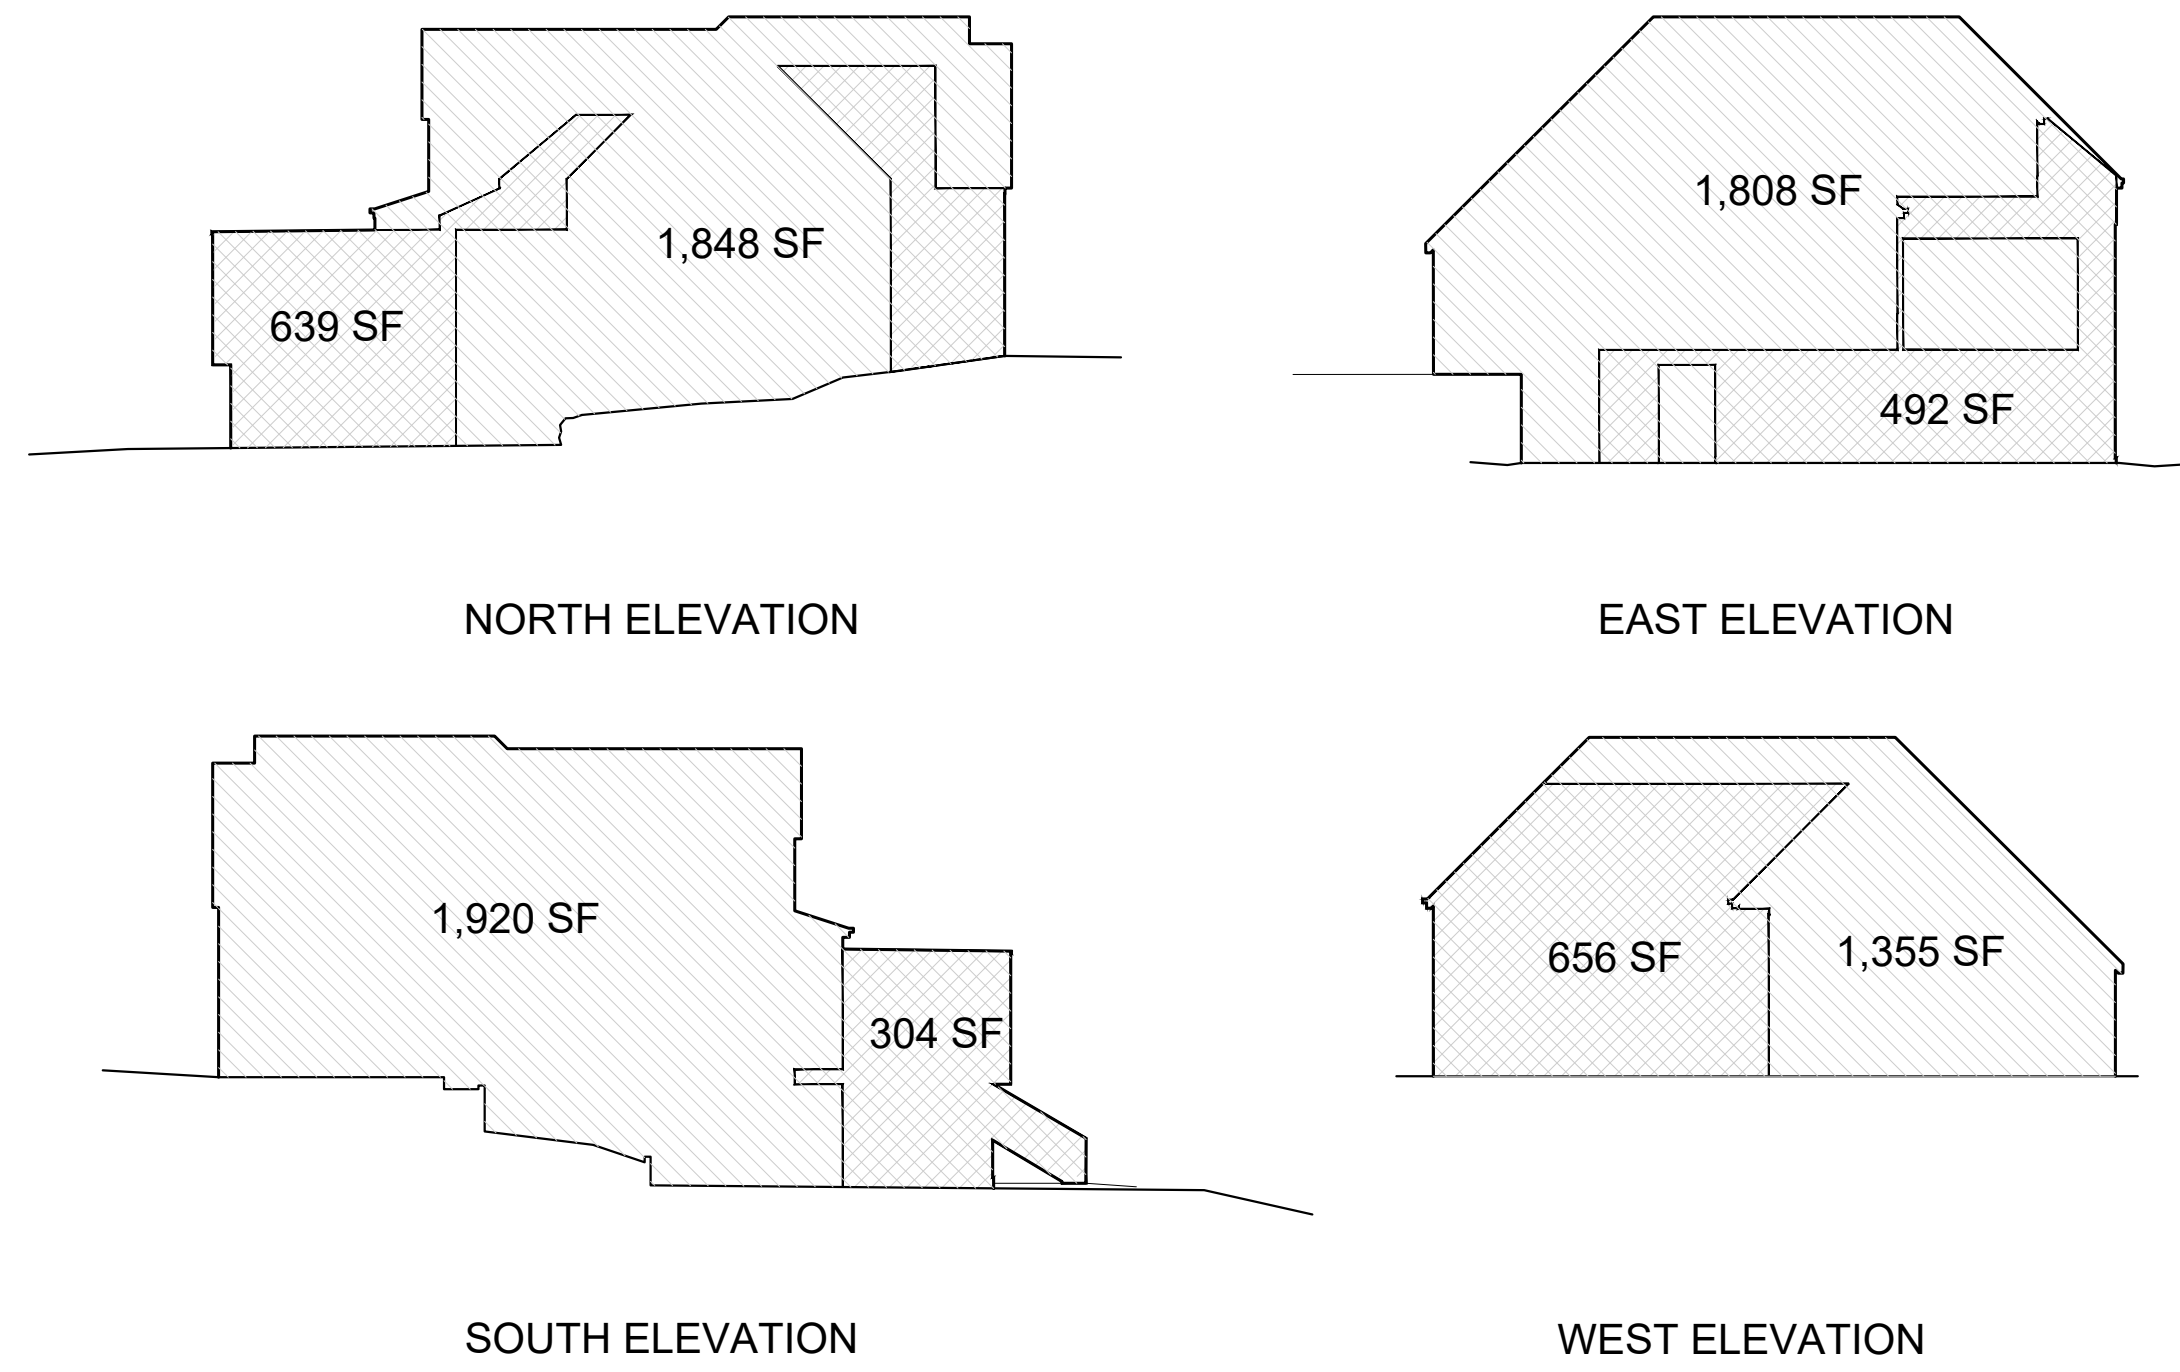 1,848 SF
639 SF
NORTH ELEVATION
1,808 SF
492 SF
EAST ELEVATION
1,920 SF
304 SF
SOUTH ELEVATION
656 SF
1,355 SF
WEST ELEVATION